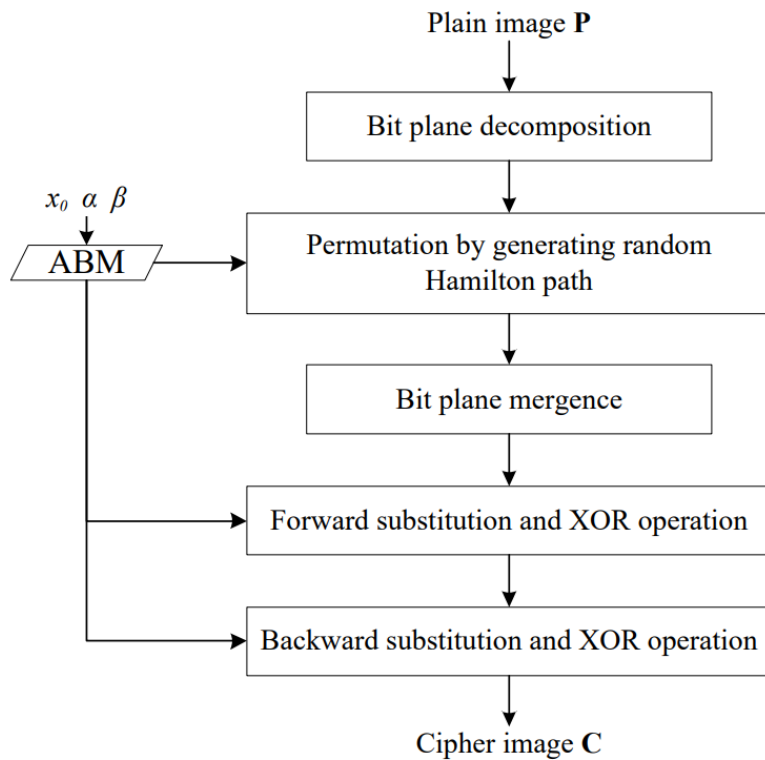 Plain image P
Bit plane decomposition
x₀ α β
ABM
Permutation by generating random
Hamilton path
Bit plane mergence
Forward substitution and XOR operation
Backward substitution and XOR operation
Cipher image C